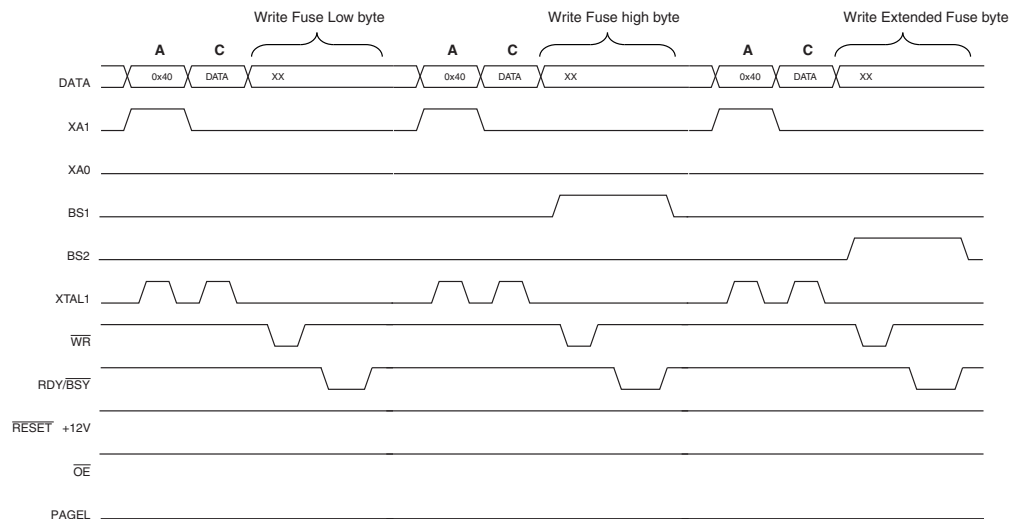 Write Fuse Low byte Write Fuse high byte Write Extended Fuse byte
A C A C A C
DATA 0x40 DATA XX 0x40 DATA XX 0x40 DATA XX
XA1
XA0
BS1
BS2
XTAL1
WR
RDY/BSY
RESET +12V
OE
PAGEL